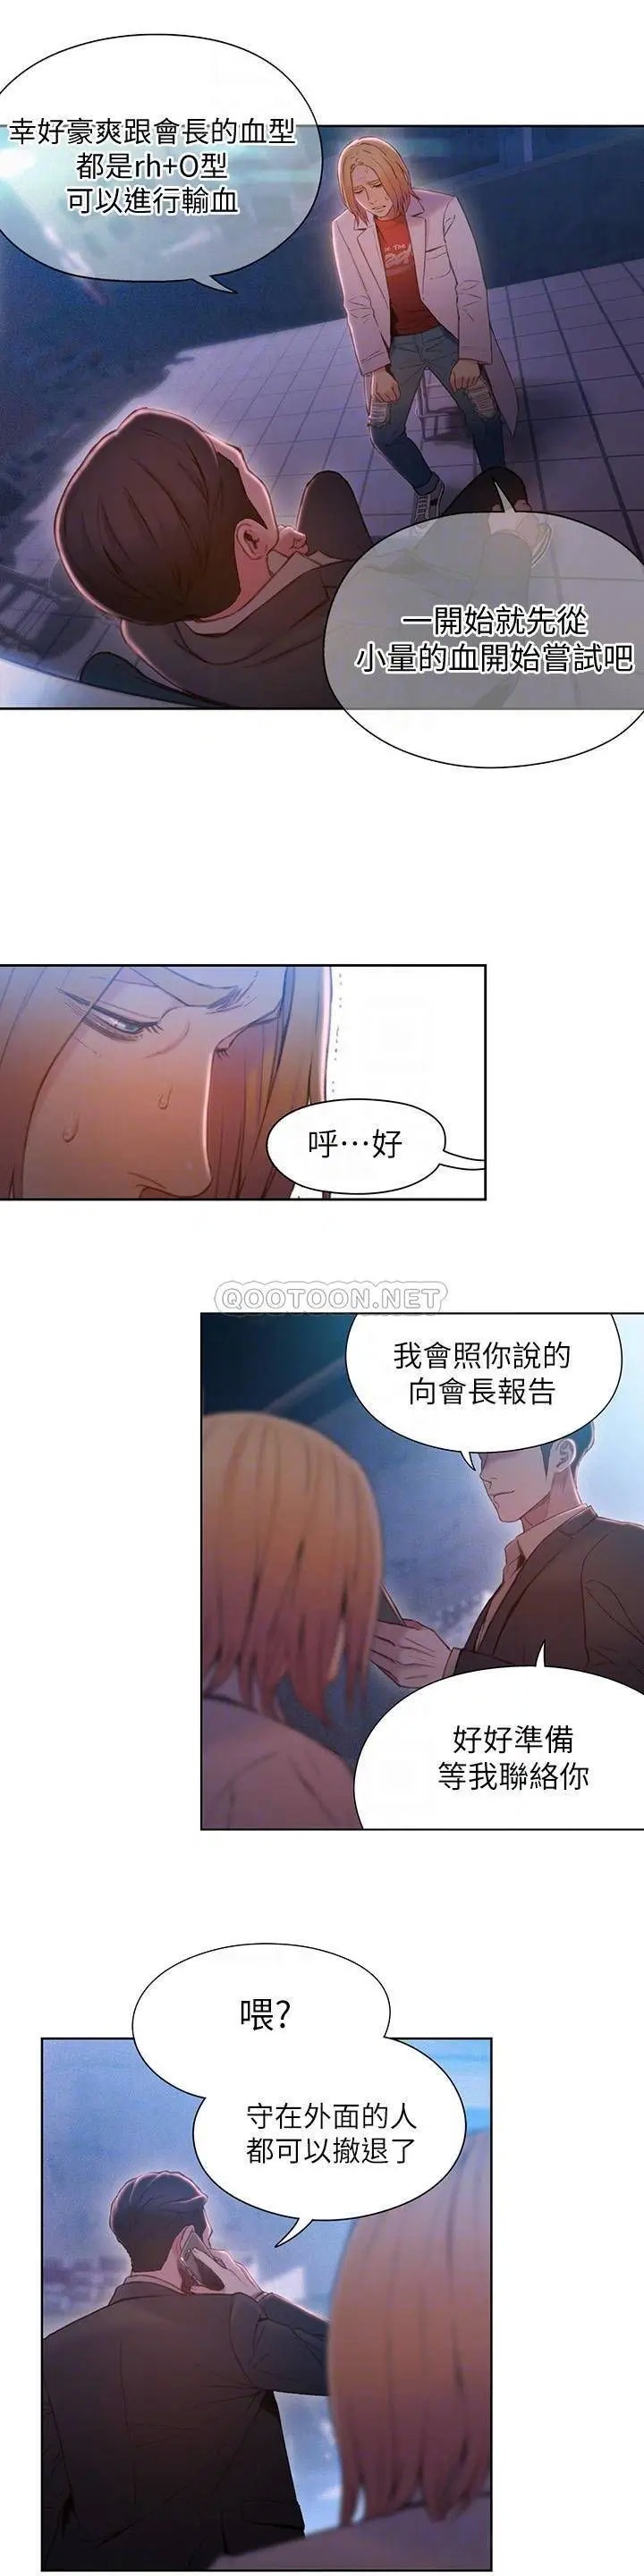 幸好豪爽跟會長的血型
都是rh+O型
可以進行輸血
一開始就先從
小量的血開始嘗試吧
呼…好
QOOTOON.NET
我會照你說的
向會長報告
好好準備
等我聯絡你
喂?
守在外面的人
都可以撤退了